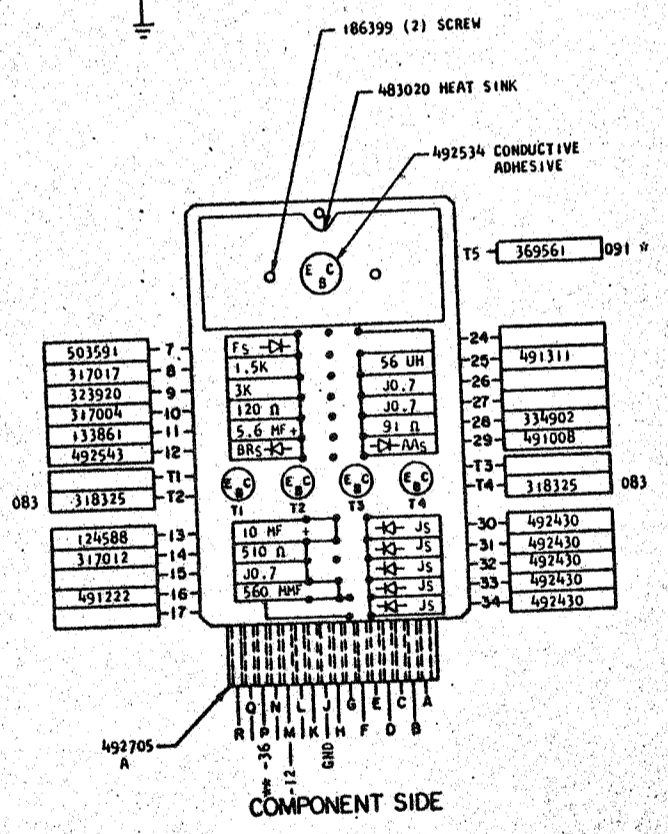 186399 (2) SCREW
483020 HEAT SINK
492534 CONDUCTIVE
ADHESIVE
T5 369561 091 *
E C
B
503591 7
317017 8
323920 9
317004 10
133861 11
492543 12
T1
083 318325 T2
124588 13
317012 14
15
491222 16
17
FS
1.5K
3K
120 Ω
5.6 MF +
BRS
56 UH
J0.7
J0.7
91 Ω
AAS
24
25 491311
26
27
28 334902
29 491008
T3
T4 318325 083
30 492430
31 492430
32 492430
33 492430
34 492430
E C
B
E C
B
E C
B
E C
B
T1 T2 T3 T4
10 MF +
510 Ω
J0.7
560 MMF
JS
JS
JS
JS
JS
R Q P N M L K J H G F E D C B A
** -36
-12
GND
492705
A
COMPONENT SIDE